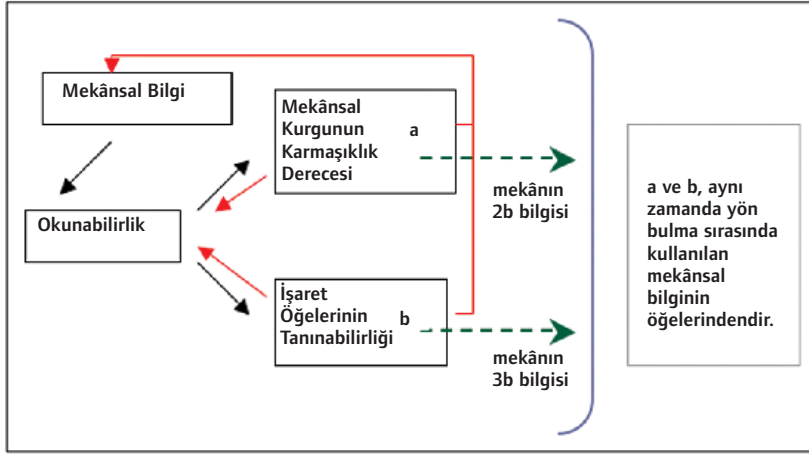 Mekânsal Bilgi
Mekânsal
Kurgunun
Karmaşıklık
Derecesi
a
mekânın
2b bilgisi
Okunabilirlik
İşaret
Öğelerinin
Tanınabilirliği
b
mekânın
3b bilgisi
a ve b, aynı
zamanda yön
bulma sırasında
kullanılan
mekânsal
bilginin
öğelerindendir.